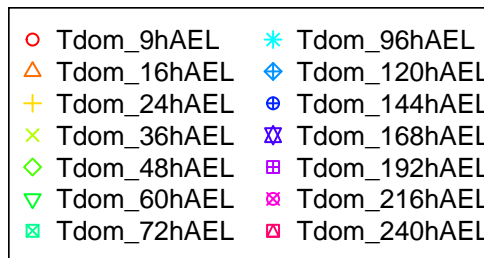 Tdom_9hAEL
Tdom_16hAEL
Tdom_24hAEL
Tdom_36hAEL
Tdom_48hAEL
Tdom_60hAEL
Tdom_72hAEL
Tdom_96hAEL
Tdom_120hAEL
Tdom_144hAEL
Tdom_168hAEL
Tdom_192hAEL
Tdom_216hAEL
Tdom_240hAEL